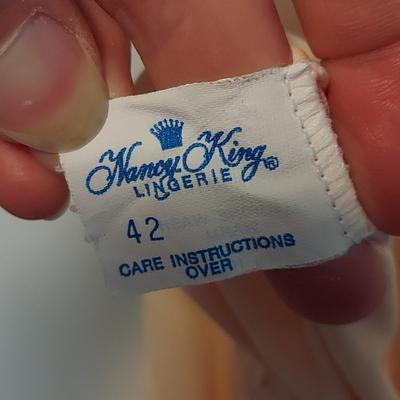 Nancy King®
LINGERIE
42
CARE INSTRUCTIONS
OVER